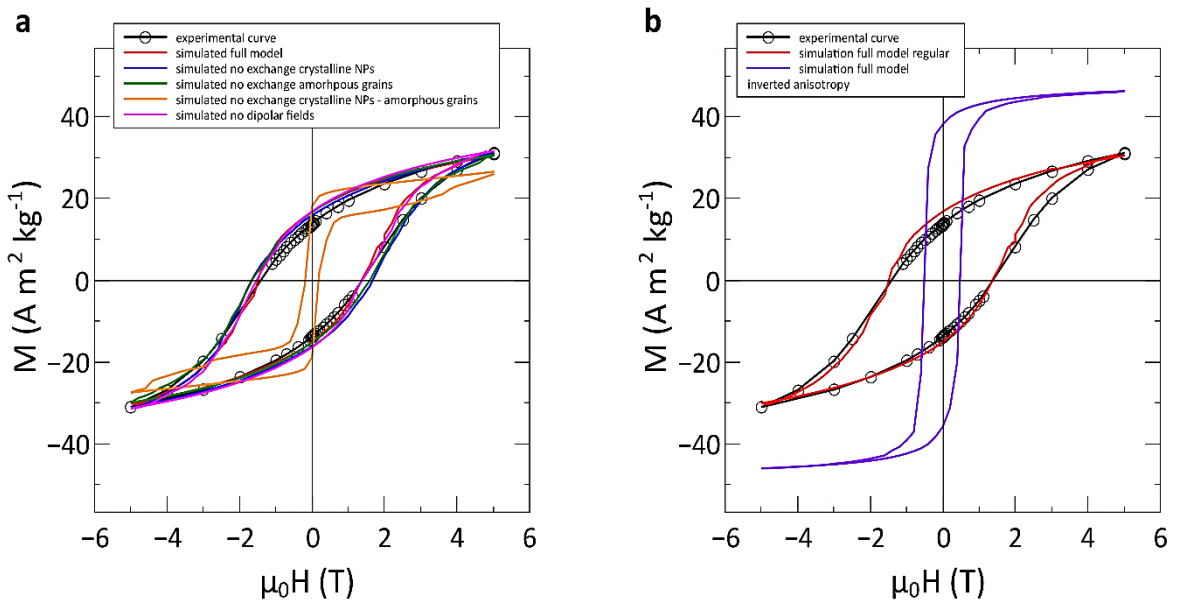 a
experimental curve
simulated full model
simulated no exchange crystalline NPs
simulated no exchange amorhpous grains
simulated no exchange crystalline NPs - amorphous grains
simulated no dipolar fields
40
20
0
−20
−40
M (A m² kg⁻¹)
−6 −4 −2 0 2 4 6
μ₀H (T)
b
experimental curve
simulation full model regular
simulation full model
inverted anisotropy
40
20
0
−20
−40
M (A m² kg⁻¹)
−6 −4 −2 0 2 4 6
μ₀H (T)